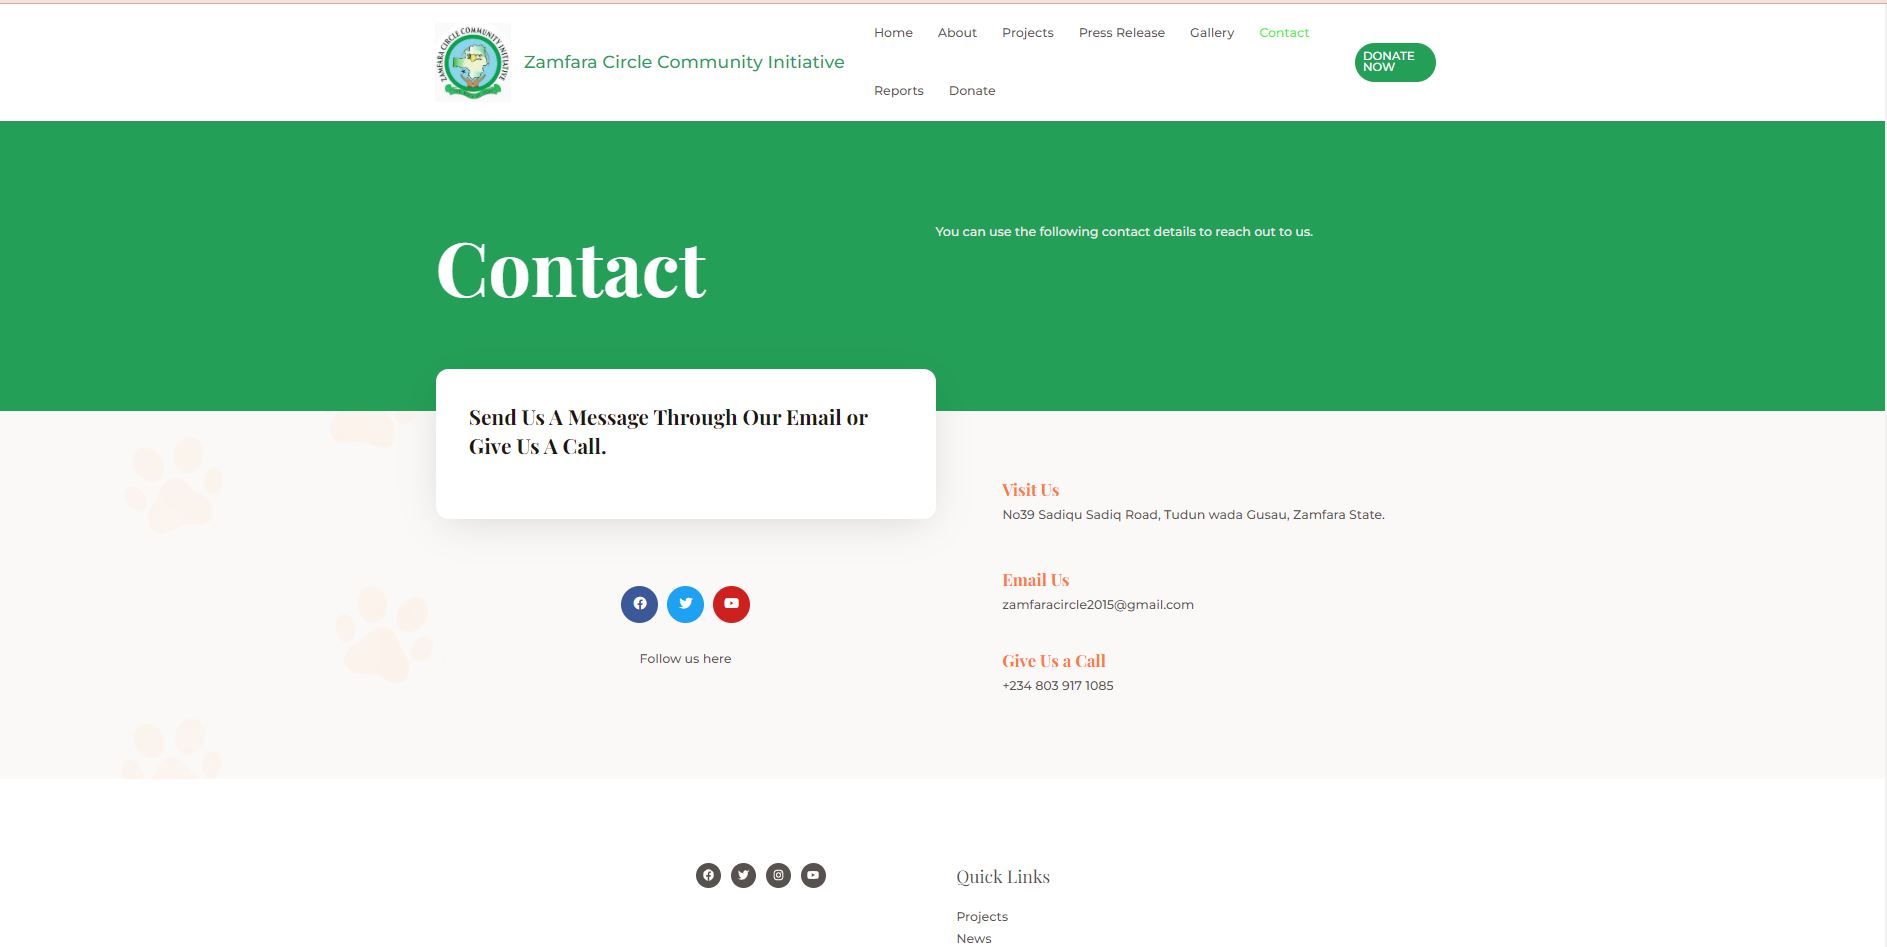 ZAMFARA CIRCLE COMMUNITY INITIATIVE
Zamfara Circle Community Initiative
Home About Projects Press Release Gallery Contact
Reports Donate
DONATE
NOW
Contact
You can use the following contact details to reach out to us.
Send Us A Message Through Our Email or
Give Us A Call.
Follow us here
Visit Us
No39 Sadiqu Sadiq Road, Tudun wada Gusau, Zamfara State.
Email Us
zamfaracircle2015@gmail.com
Give Us a Call
+234 803 917 1085
Quick Links
Projects
News